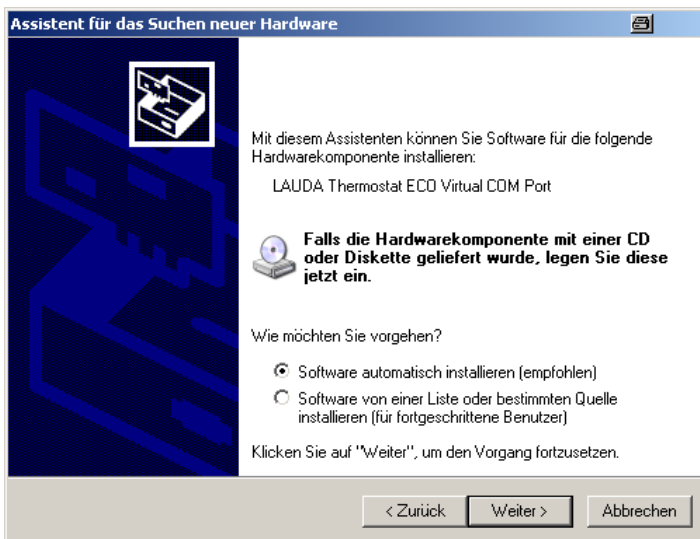 Assistent für das Suchen neuer Hardware
Mit diesem Assistenten können Sie Software für die folgende
Hardwarekomponente installieren:
LAUDA Thermostat ECO Virtual COM Port
Falls die Hardwarekomponente mit einer CD
oder Diskette geliefert wurde, legen Sie diese
jetzt ein.
Wie möchten Sie vorgehen?
Software automatisch installieren (empfohlen)
Software von einer Liste oder bestimmten Quelle
installieren (für fortgeschrittene Benutzer)
Klicken Sie auf "Weiter", um den Vorgang fortzusetzen.
< Zurück Weiter > Abbrechen